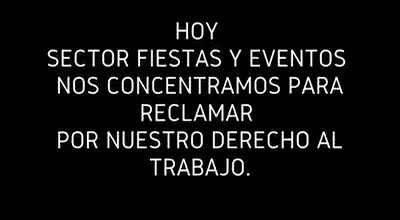 HOY
SECTOR FIESTAS Y EVENTOS
NOS CONCENTRAMOS PARA
RECLAMAR
POR NUESTRO DERECHO AL
TRABAJO.